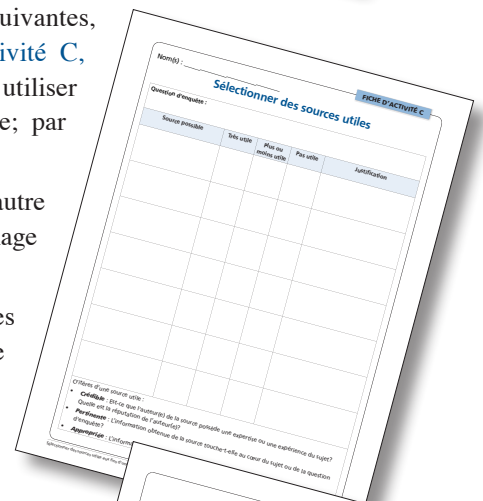 uivantes,
ivité C,
utiliser
e; par
autre
age
es
e
Nom(s) :
FICHE D'ACTIVITÉ C
Sélectionner des sources utiles
Question d'enquête :
Source possible Très utile Plus ou moins utile Pas utile Justification
Critères d'une source utile :
• Crédible : Est-ce que l'auteur(e) de la source possède une expertise ou une expérience du sujet?
Quelle est la réputation de l'auteur(e)?
• Pertinente : L'information obtenue de la source touche-t-elle au cœur du sujet ou de la question
d'enquête?
• Appropriée : L'inform